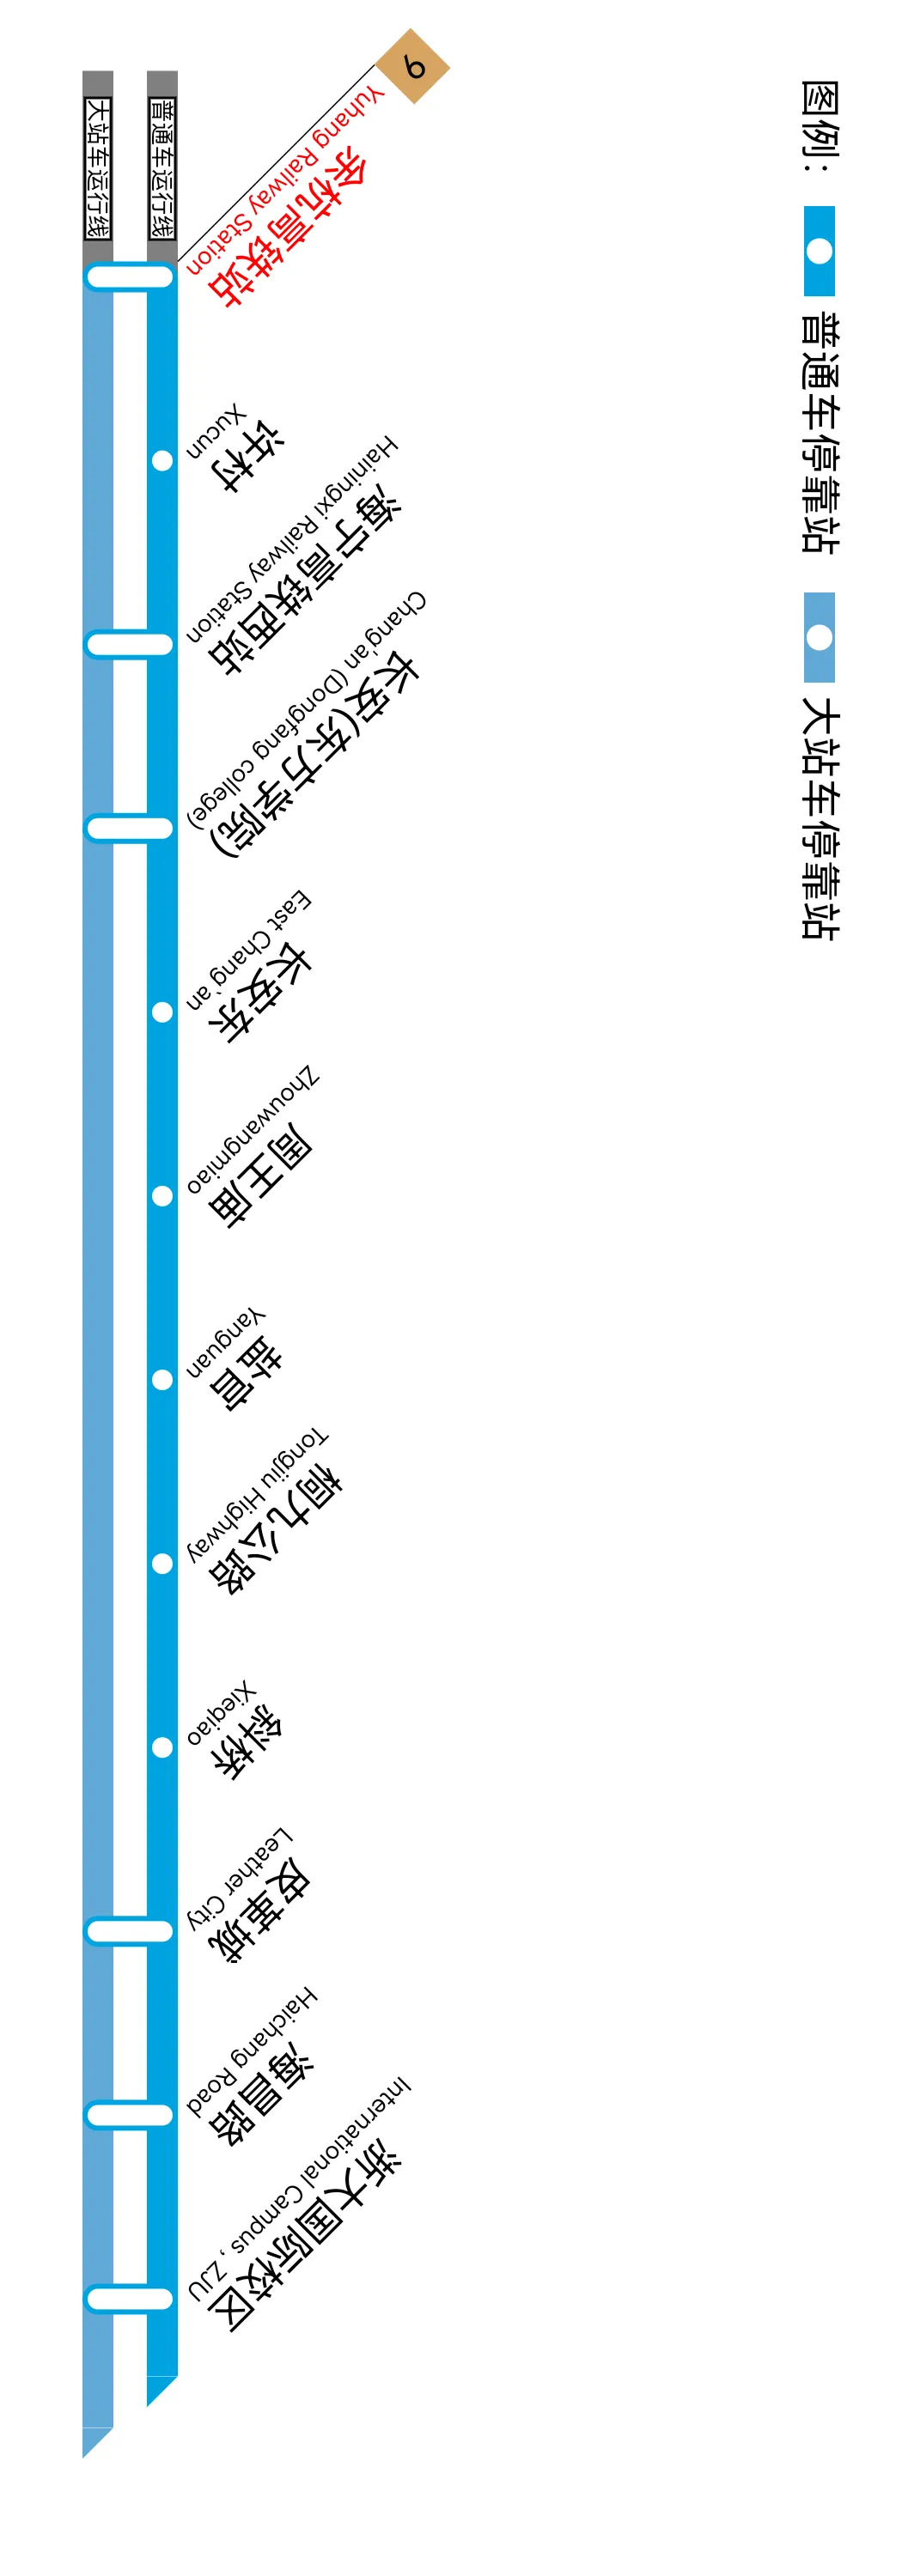 图例：
普通车停靠站
大站车停靠站
9
Yuhang Railway Station
余杭高铁站
Xucun
许村
Hainingxi Railway Station
海宁高铁西站
Chang'an (Dongfang college)
长安(东方学院)
East Chang`an
长安东
Zhouwangmiao
周王庙
Yanguan
盐官
Tongjiu Highway
桐九公路
Xieqiao
斜桥
Leather City
皮革城
Haichang Road
海昌路
International Campus , ZJU
浙大国际校区
普通车运行线
大站车运行线